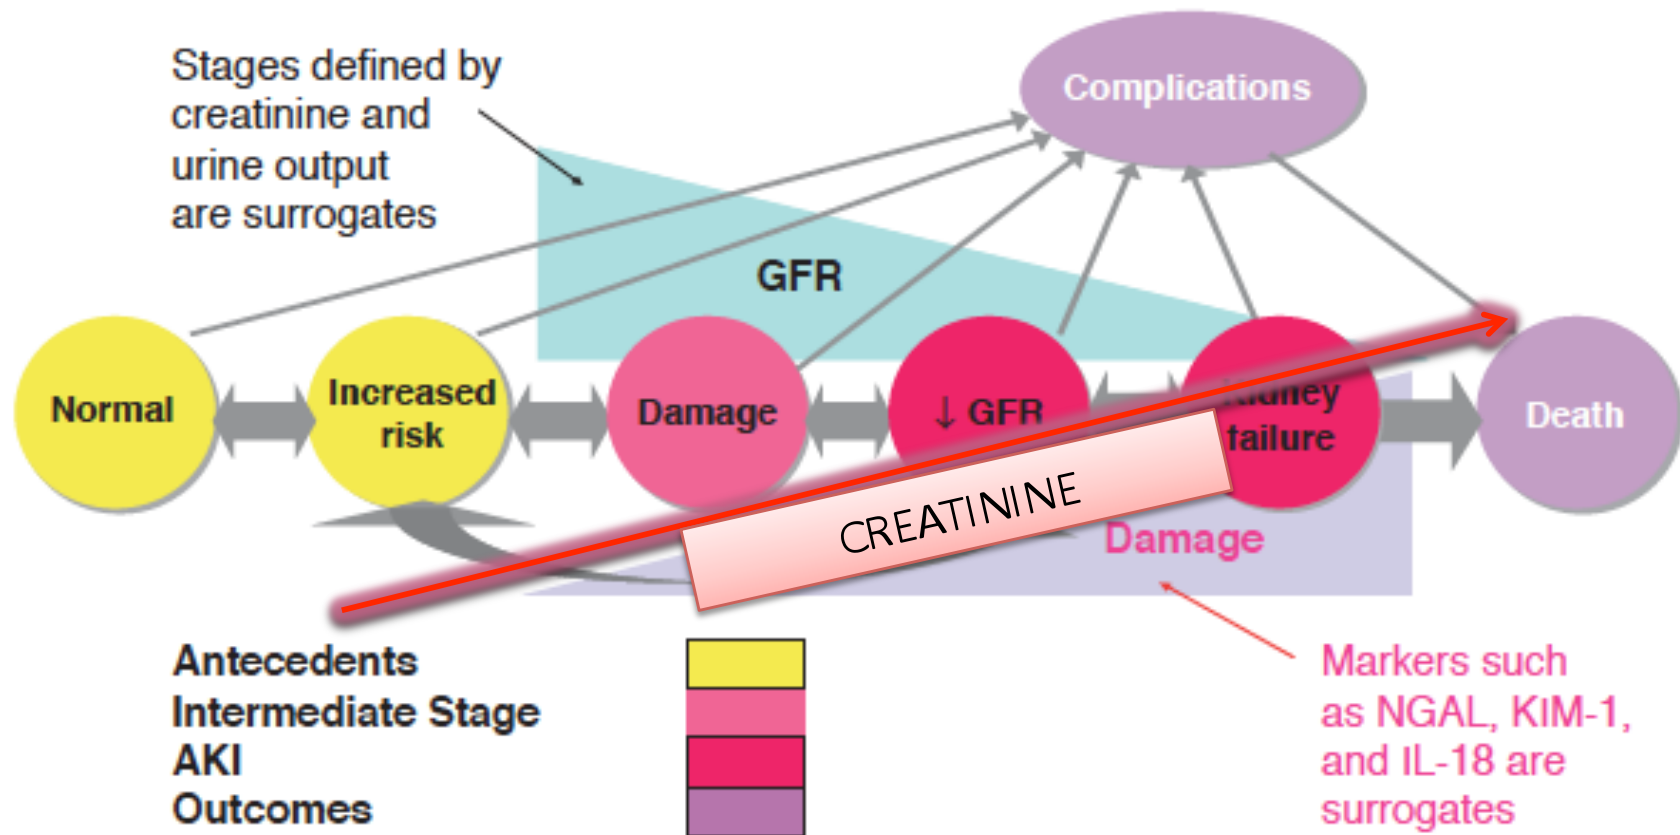 Stages defined by
creatinine and
urine output
are surrogates
Complications
GFR
Normal
Increased
risk
Damage
↓ GFR
Kidney
failure
Death
CREATININE
Damage
Antecedents
Intermediate Stage
AKI
Outcomes
Markers such
as NGAL, KIM-1,
and IL-18 are
surrogates